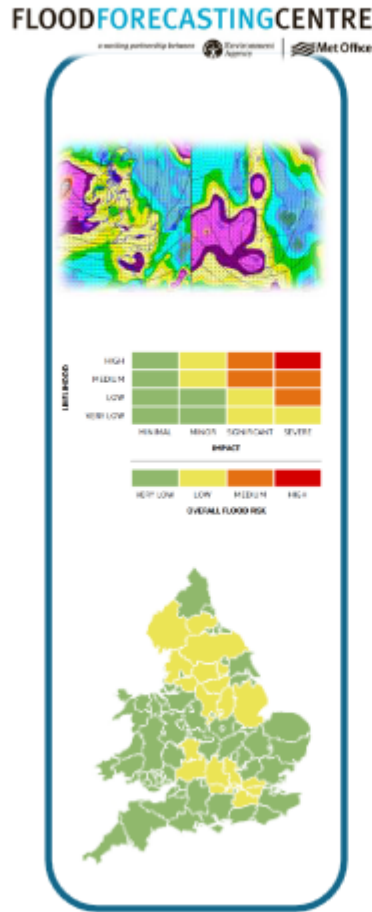 FLOODFORECASTINGCENTRE
a working partnership between Environment Agency Met Office
HIGH
MEDIUM
LOW
VERY LOW
LIKELIHOOD
MINIMAL MINOR SIGNIFICANT SEVERE
IMPACT
VERY LOW LOW MEDIUM HIGH
OVERALL FLOOD RISK